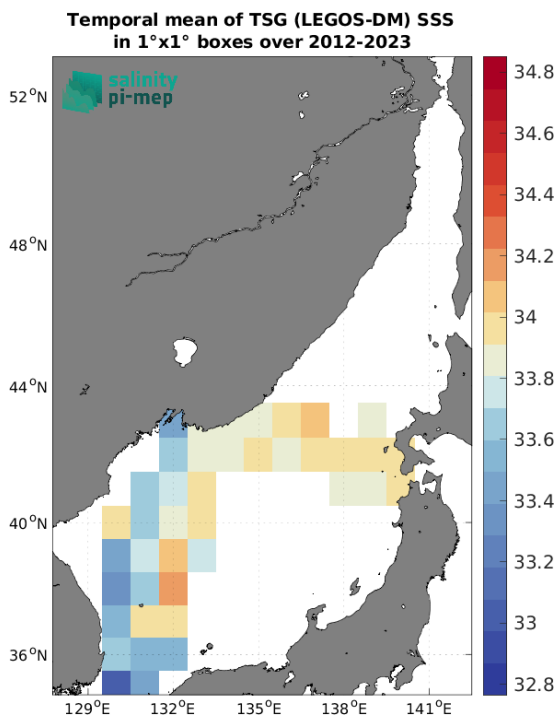 Temporal mean of TSG (LEGOS-DM) SSS
in 1°x1° boxes over 2012-2023
salinity
pi-mep
52°N
48°N
44°N
40°N
36°N
129°E
132°E
135°E
138°E
141°E
34.8
34.6
34.4
34.2
34
33.8
33.6
33.4
33.2
33
32.8